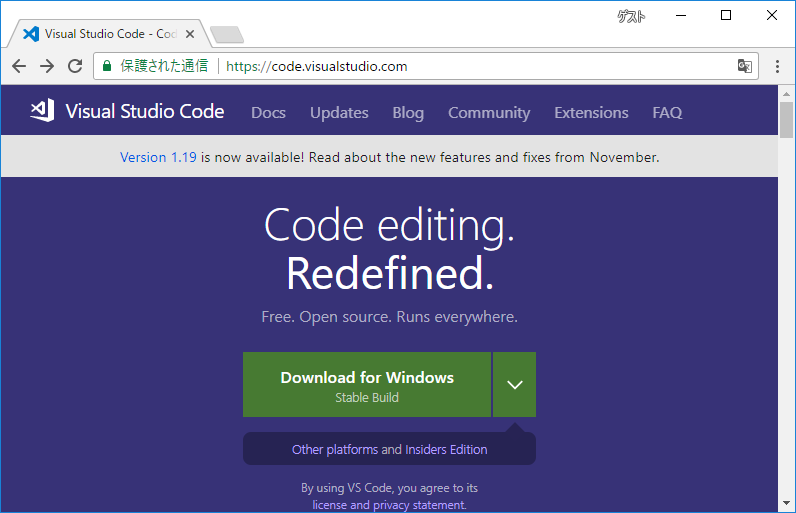 ゲスト
Visual Studio Code - Cod
保護された通信 https://code.visualstudio.com
Visual Studio Code Docs Updates Blog Community Extensions FAQ
Version 1.19 is now available! Read about the new features and fixes from November.
Code editing.
Redefined.
Free. Open source. Runs everywhere.
Download for Windows
Stable Build
Other platforms and Insiders Edition
By using VS Code, you agree to its
license and privacy statement.